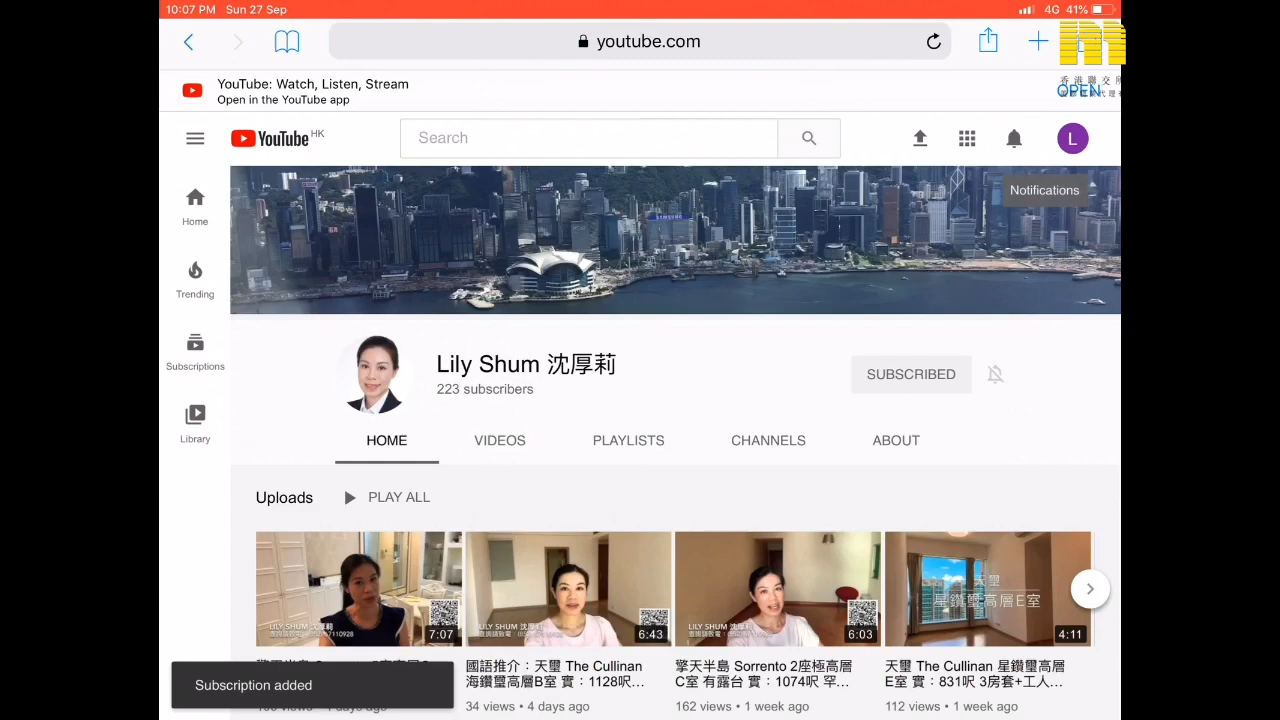 10:07 PM Sun 27 Sep
4G 41%
youtube.com
YouTube: Watch, Listen, Stream
Open in the YouTube app
OPEN
YouTube HK
Search
L
Notifications
SAMSUNG
Home
Trending
Subscriptions
Library
Lily Shum 沈厚莉
223 subscribers
SUBSCRIBED
HOME VIDEOS PLAYLISTS CHANNELS ABOUT
Uploads PLAY ALL
LILY SHUM 沈厚莉
7:07
LILY SHUM 沈厚莉
6:43
LILY SHUM 沈厚莉
6:03
天璽
星鑽璽高層E室
4:11
國語推介：天璽 The Cullinan
海鑽璽高層B室 實：1128呎...
34 views • 4 days ago
擎天半島 Sorrento 2座極高層
C室 有露台 實：1074呎 罕...
162 views • 1 week ago
天璽 The Cullinan 星鑽璽高層
E室 實：831呎 3房套+工人...
112 views • 1 week ago
Subscription added